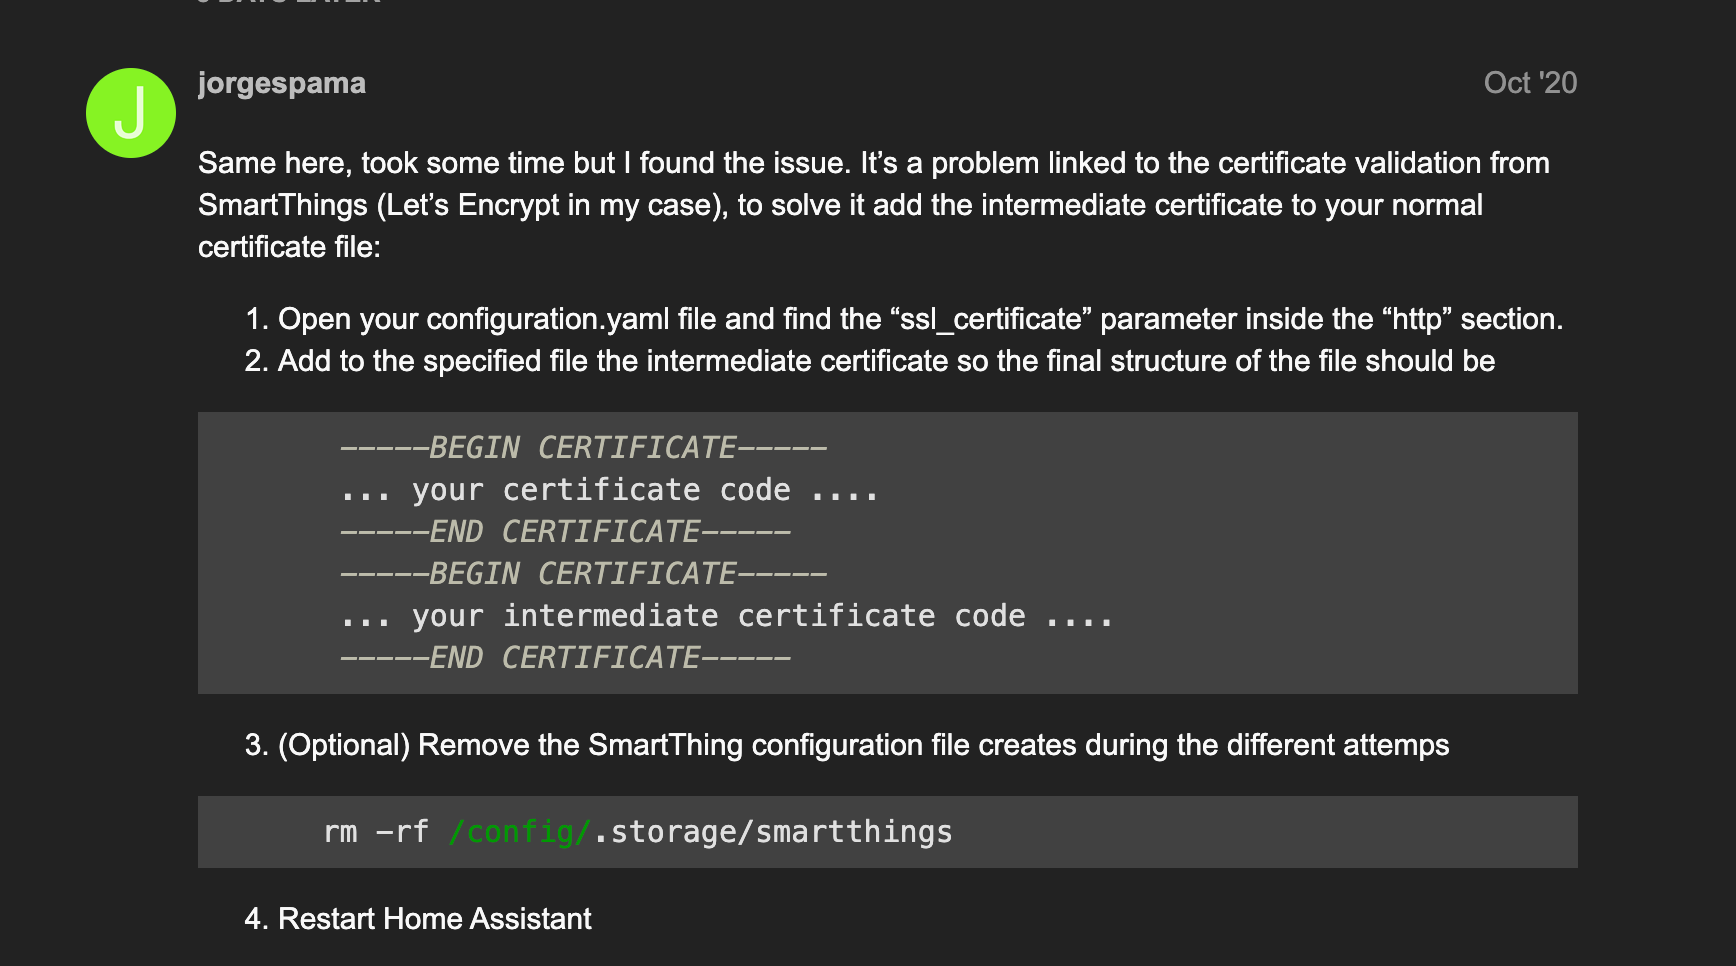 jorgespama
Oct '20
J
Same here, took some time but I found the issue. It’s a problem linked to the certificate validation from
SmartThings (Let’s Encrypt in my case), to solve it add the intermediate certificate to your normal
certificate file:
1. Open your configuration.yaml file and find the “ssl_certificate” parameter inside the “http” section.
2. Add to the specified file the intermediate certificate so the final structure of the file should be
-----BEGIN CERTIFICATE-----
... your certificate code ....
-----END CERTIFICATE-----
-----BEGIN CERTIFICATE-----
... your intermediate certificate code ....
-----END CERTIFICATE-----
3. (Optional) Remove the SmartThing configuration file creates during the different attemps
rm -rf /config/.storage/smartthings
4. Restart Home Assistant